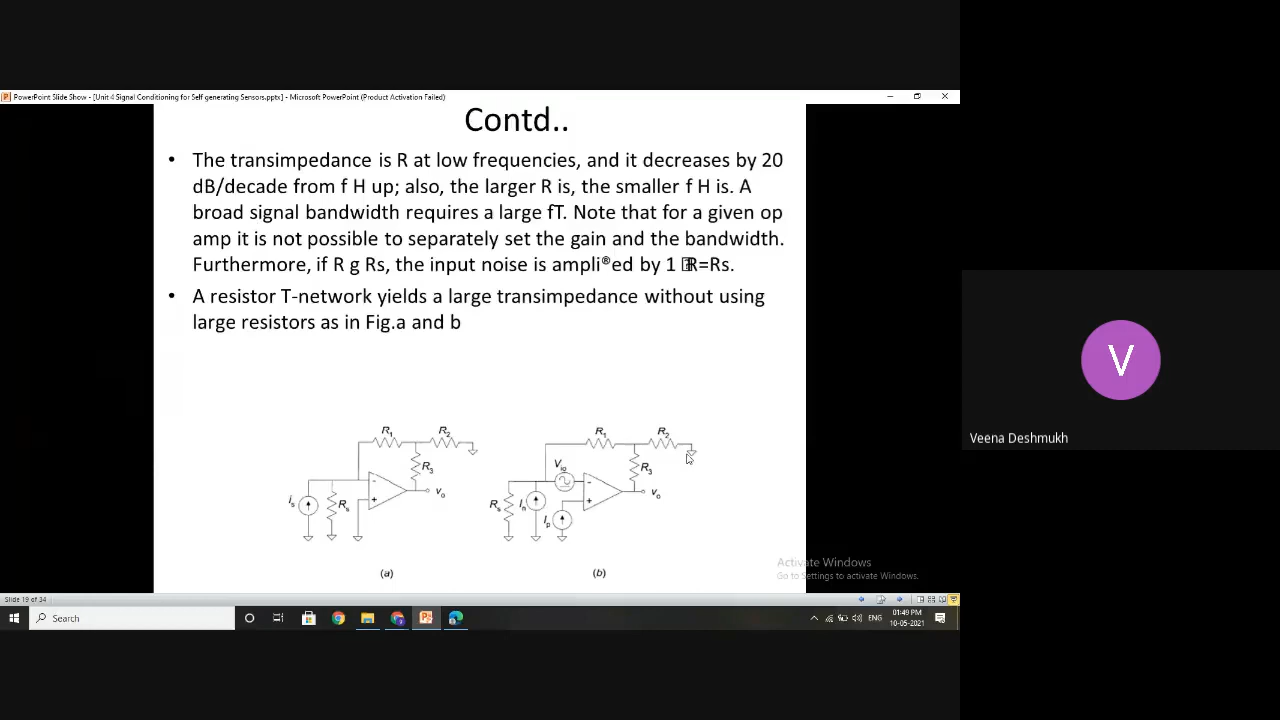 PowerPoint Slide Show - [Unit 4 Signal Conditioning for Self generating Sensors.pptx] - Microsoft PowerPoint (Product Activation Failed)
Contd..
• The transimpedance is R at low frequencies, and it decreases by 20
dB/decade from f H up; also, the larger R is, the smaller f H is. A
broad signal bandwidth requires a large fT. Note that for a given op
amp it is not possible to separately set the gain and the bandwidth.
Furthermore, if R g Rs, the input noise is ampli®ed by 1 R=Rs.
• A resistor T-network yields a large transimpedance without using
large resistors as in Fig.a and b
R1 R2
R3
is Rs - + vo
(a)
R1 R2
Vio R3
Rs In - + vo
Ip
(b)
Veena Deshmukh
V
Activate Windows
Go to Settings to activate Windows.
Slide 19 of 34
Search
ENG
01:49 PM
10-05-2021